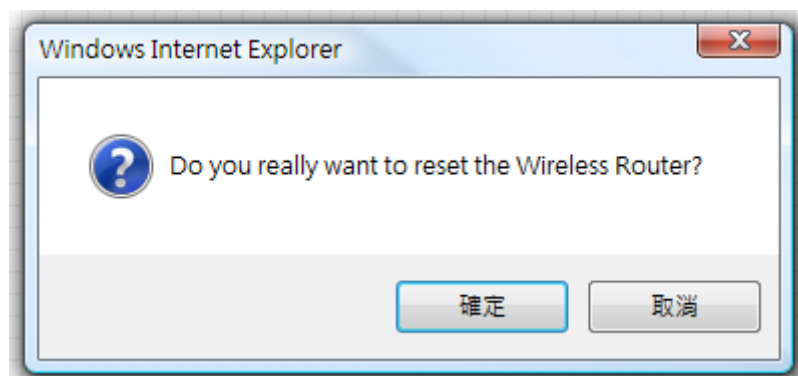 Windows Internet Explorer
Do you really want to reset the Wireless Router?
確定
取消